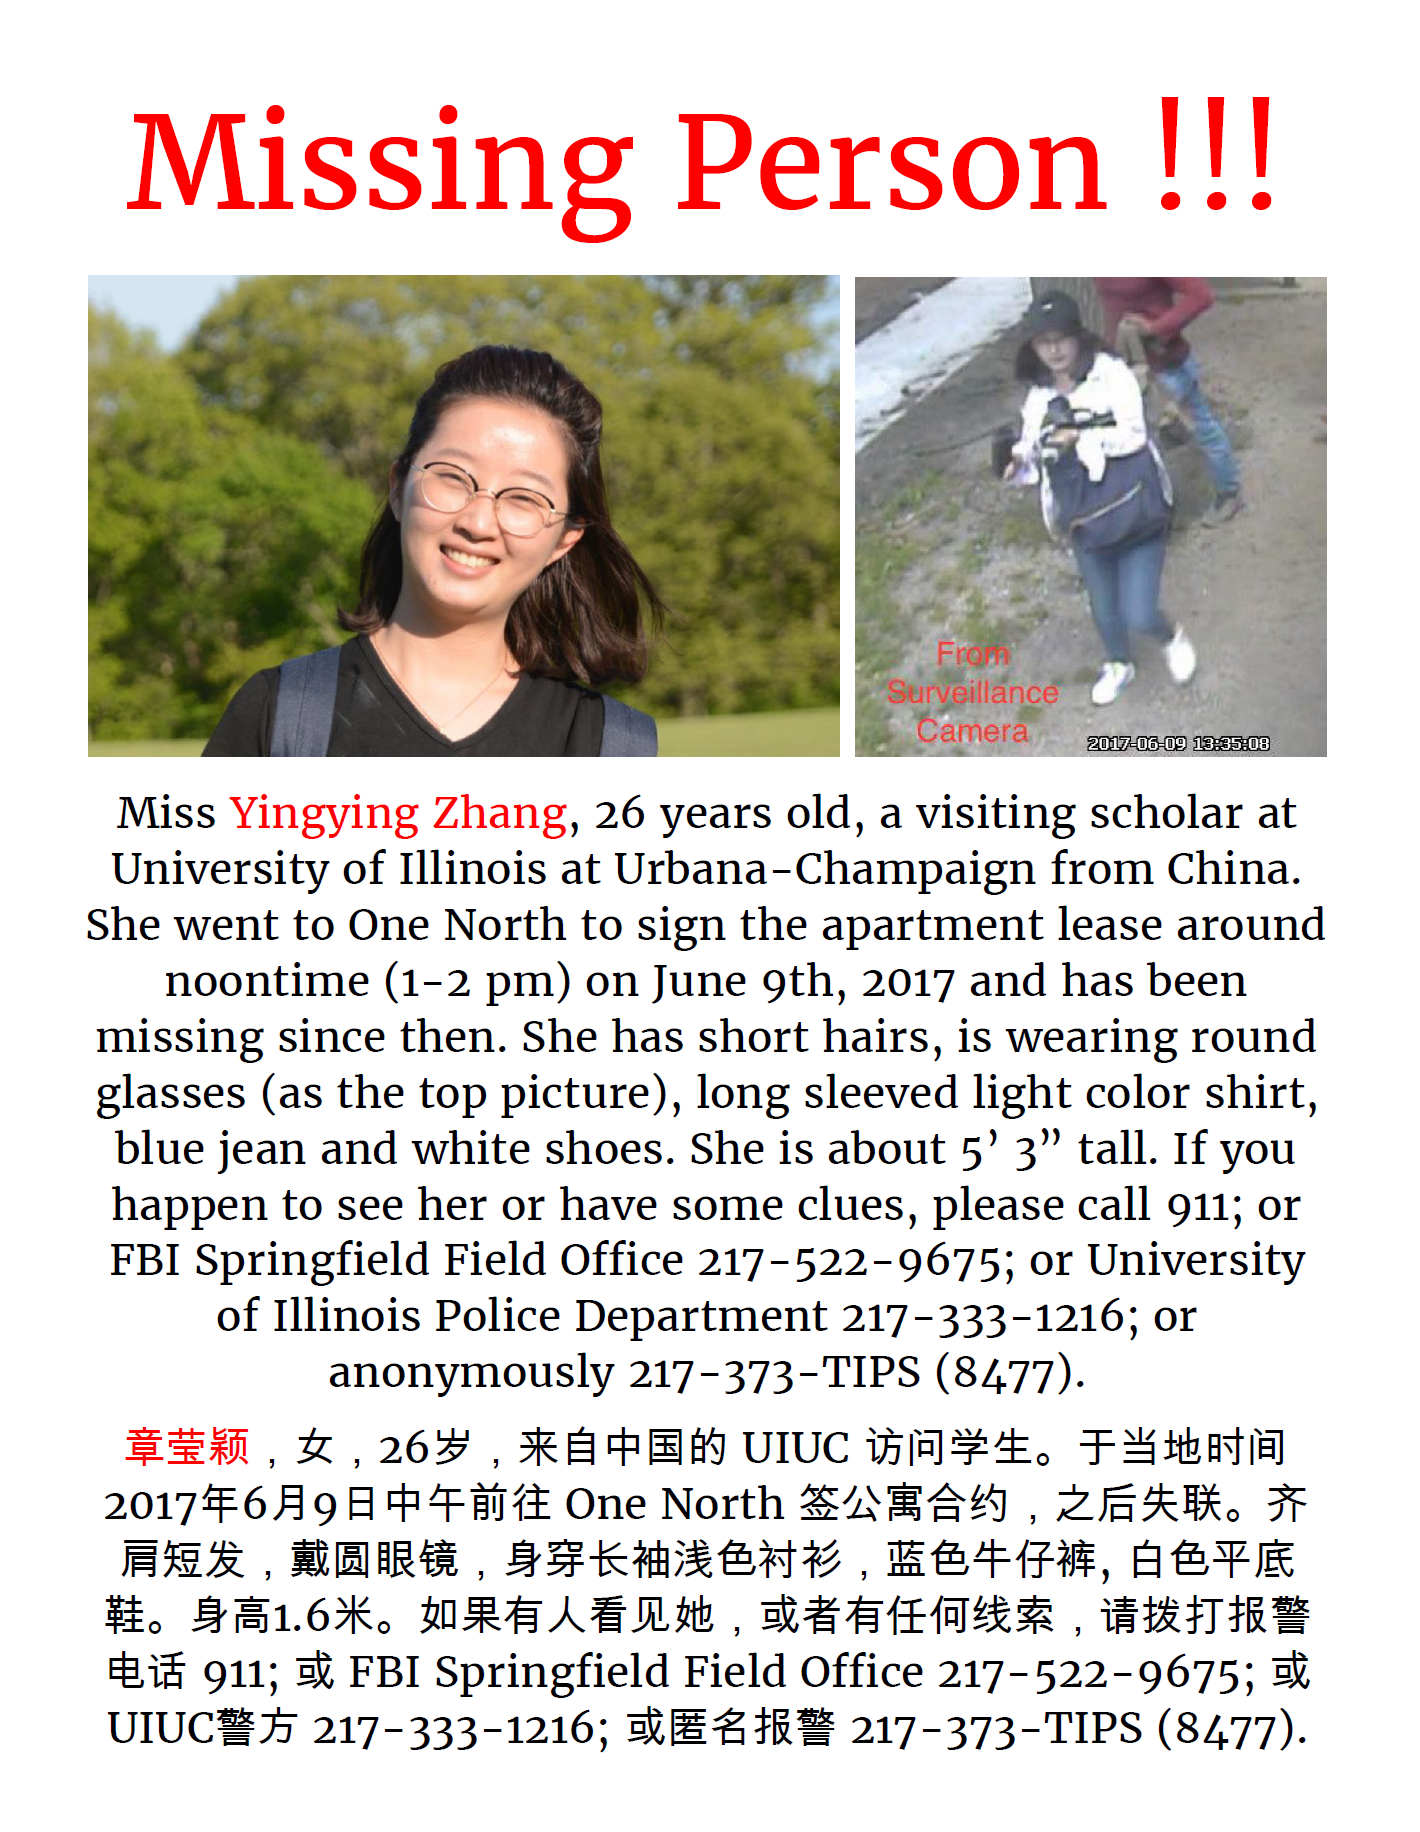 Missing Person !!!
From
Surveillance
Camera
2017-06-09 13:35:08
Miss Yingying Zhang, 26 years old, a visiting scholar at
University of Illinois at Urbana-Champaign from China.
She went to One North to sign the apartment lease around
noontime (1-2 pm) on June 9th, 2017 and has been
missing since then. She has short hairs, is wearing round
glasses (as the top picture), long sleeved light color shirt,
blue jean and white shoes. She is about 5’ 3” tall. If you
happen to see her or have some clues, please call 911; or
FBI Springfield Field Office 217-522-9675; or University
of Illinois Police Department 217-333-1216; or
anonymously 217-373-TIPS (8477).
章莹颖，女，26岁，来自中国的 UIUC 访问学生。于当地时间
2017年6月9日中午前往 One North 签公寓合约，之后失联。齐
肩短发，戴圆眼镜，身穿长袖浅色衬衫，蓝色牛仔裤, 白色平底
鞋。身高1.6米。如果有人看见她，或者有任何线索，请拨打报警
电话 911; 或 FBI Springfield Field Office 217-522-9675; 或
UIUC警方 217-333-1216; 或匿名报警 217-373-TIPS (8477).